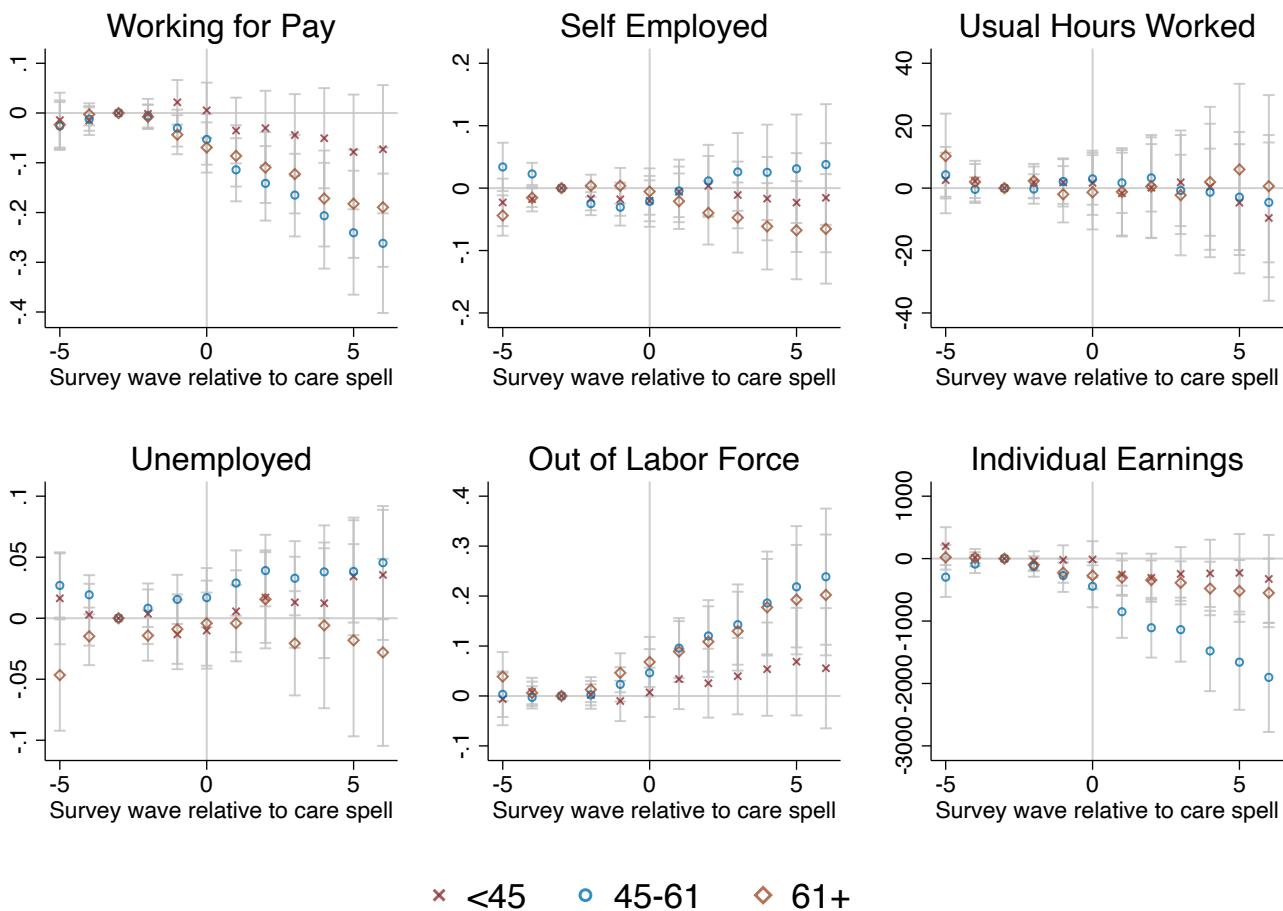 Working for Pay
.1
0
-.1
-.2
-.3
-.4
-5 0 5
Survey wave relative to care spell
Self Employed
.2
.1
0
-.1
-.2
-5 0 5
Survey wave relative to care spell
Usual Hours Worked
40
20
0
-20
-40
-5 0 5
Survey wave relative to care spell
Unemployed
.1
.05
0
-.05
-.1
-5 0 5
Survey wave relative to care spell
Out of Labor Force
.4
.3
.2
.1
0
-.1
-5 0 5
Survey wave relative to care spell
Individual Earnings
1000
0
-1000
-2000
-3000
-5 0 5
Survey wave relative to care spell
<45 45-61 61+